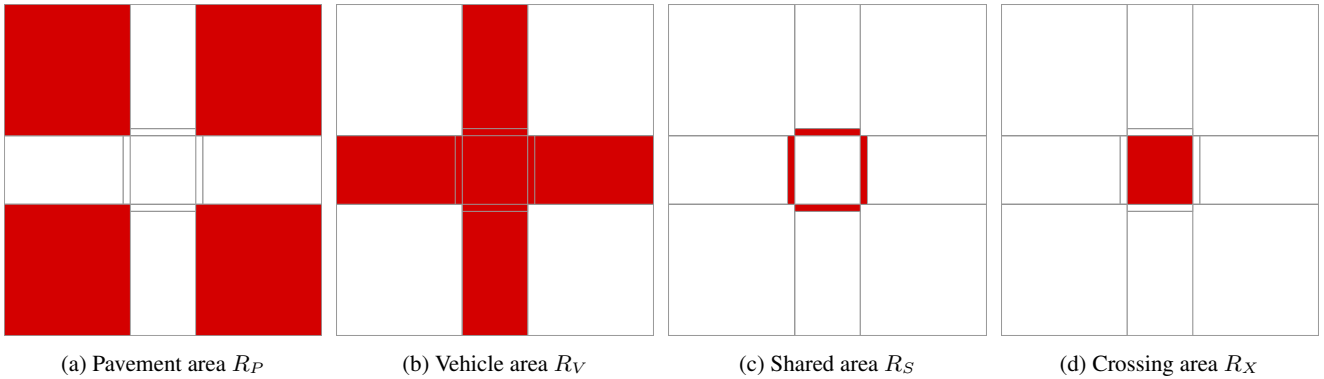 (a) Pavement area R_P
(b) Vehicle area R_V
(c) Shared area R_S
(d) Crossing area R_X